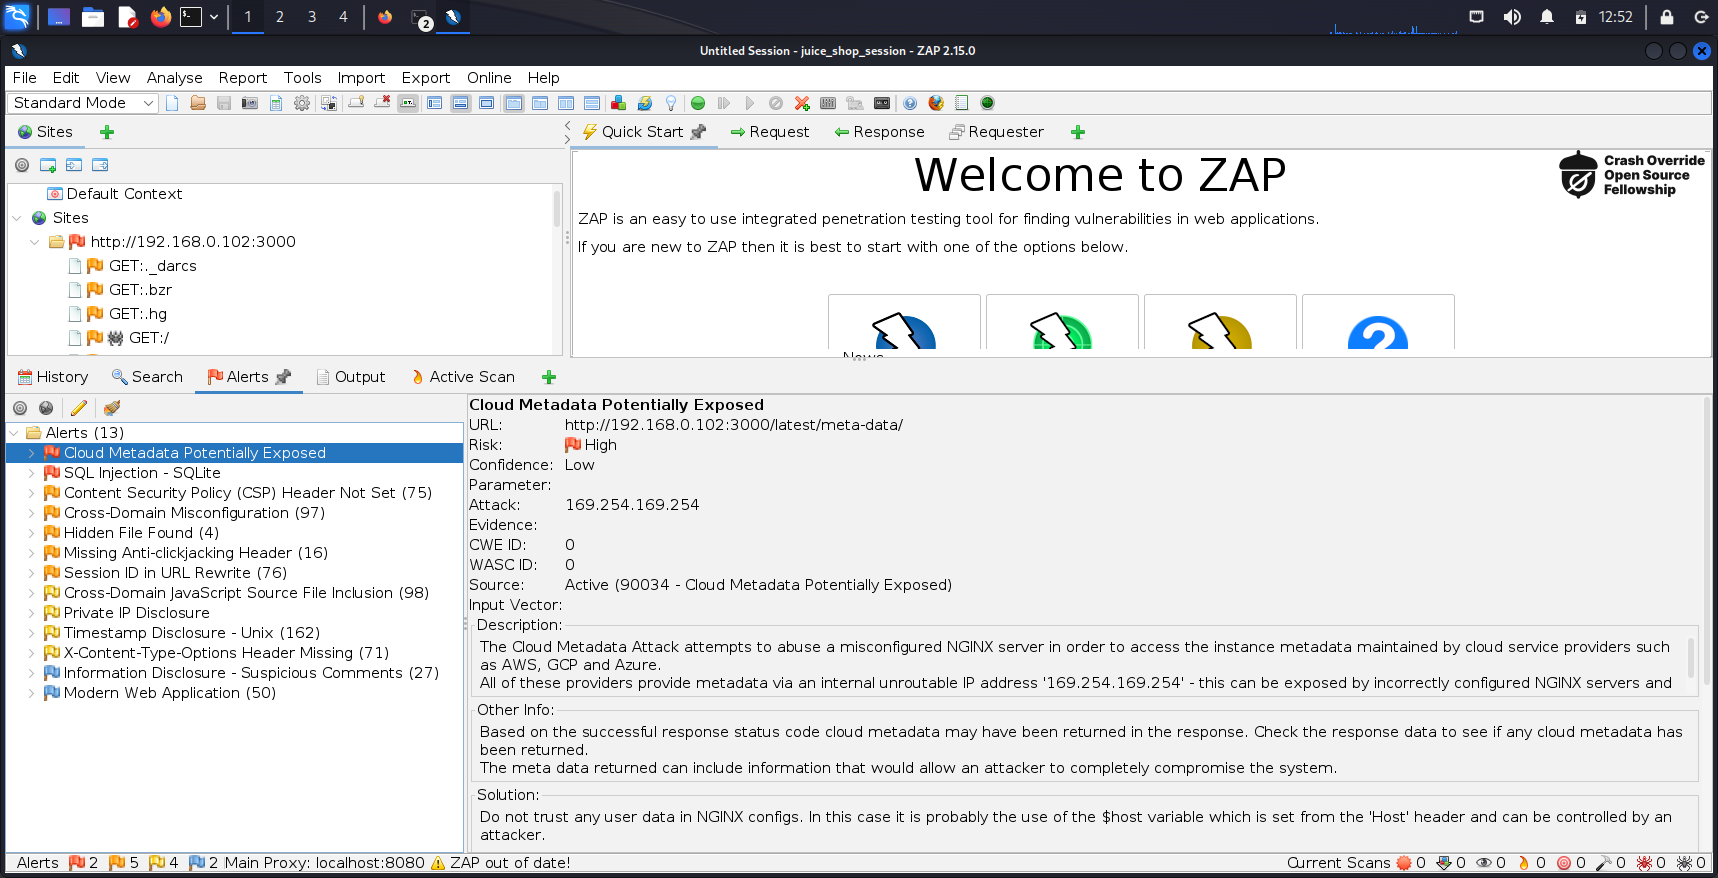 1 2 3 4 2 12:52
Untitled Session - juice_shop_session - ZAP 2.15.0
File Edit View Analyse Report Tools Import Export Online Help
Standard Mode
Sites
Quick Start Request Response Requester
Default Context
Sites
http://192.168.0.102:3000
GET:._darcs
GET:.bzr
GET:.hg
GET:/
Welcome to ZAP
Crash Override
Open Source
Fellowship
ZAP is an easy to use integrated penetration testing tool for finding vulnerabilities in web applications.
If you are new to ZAP then it is best to start with one of the options below.
?
News
History Search Alerts Output Active Scan
Alerts (13)
Cloud Metadata Potentially Exposed
SQL Injection - SQLite
Content Security Policy (CSP) Header Not Set (75)
Cross-Domain Misconfiguration (97)
Hidden File Found (4)
Missing Anti-clickjacking Header (16)
Session ID in URL Rewrite (76)
Cross-Domain JavaScript Source File Inclusion (98)
Private IP Disclosure
Timestamp Disclosure - Unix (162)
X-Content-Type-Options Header Missing (71)
Information Disclosure - Suspicious Comments (27)
Modern Web Application (50)
Cloud Metadata Potentially Exposed
URL: http://192.168.0.102:3000/latest/meta-data/
Risk: High
Confidence: Low
Parameter:
Attack: 169.254.169.254
Evidence:
CWE ID: 0
WASC ID: 0
Source: Active (90034 - Cloud Metadata Potentially Exposed)
Input Vector:
Description:
The Cloud Metadata Attack attempts to abuse a misconfigured NGINX server in order to access the instance metadata maintained by cloud service providers such
as AWS, GCP and Azure.
All of these providers provide metadata via an internal unroutable IP address '169.254.169.254' - this can be exposed by incorrectly configured NGINX servers and
Other Info:
Based on the successful response status code cloud metadata may have been returned in the response. Check the response data to see if any cloud metadata has
been returned.
The meta data returned can include information that would allow an attacker to completely compromise the system.
Solution:
Do not trust any user data in NGINX configs. In this case it is probably the use of the $host variable which is set from the 'Host' header and can be controlled by an
attacker.
Alerts 2 5 4 2 Main Proxy: localhost:8080 ZAP out of date! Current Scans 0 0 0 0 0 0 0 0